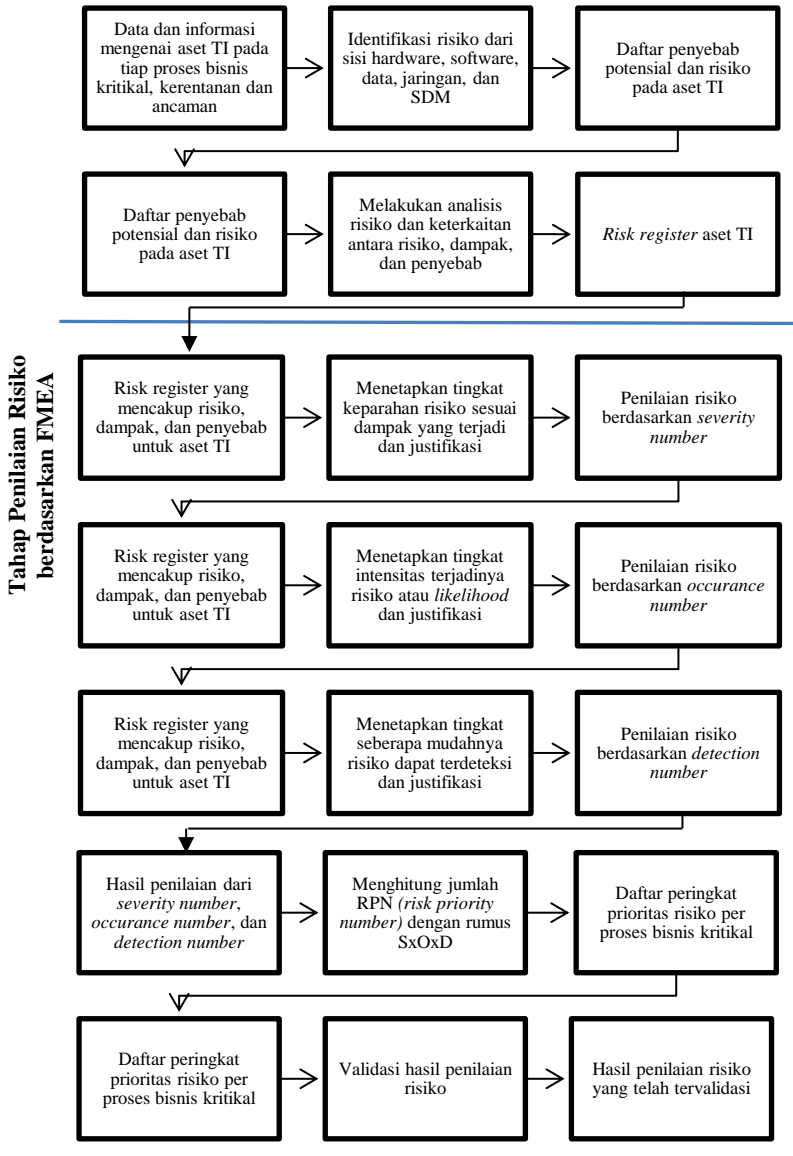 Data dan informasi
mengenai aset TI pada
tiap proses bisnis
kritikal, kerentanan dan
ancaman
Identifikasi risiko dari
sisi hardware, software,
data, jaringan, dan
SDM
Daftar penyebab
potensial dan risiko
pada aset TI
Daftar penyebab
potensial dan risiko
pada aset TI
Melakukan analisis
risiko dan keterkaitan
antara risiko, dampak,
dan penyebab
Risk register aset TI
Tahap Penilaian Risiko
berdasarkan FMEA
Risk register yang
mencakup risiko,
dampak, dan penyebab
untuk aset TI
Menetapkan tingkat
keparahan risiko sesuai
dampak yang terjadi
dan justifikasi
Penilaian risiko
berdasarkan severity
number
Risk register yang
mencakup risiko,
dampak, dan penyebab
untuk aset TI
Menetapkan tingkat
intensitas terjadinya
risiko atau likelihood
dan justifikasi
Penilaian risiko
berdasarkan occurance
number
Risk register yang
mencakup risiko,
dampak, dan penyebab
untuk aset TI
Menetapkan tingkat
seberapa mudahnya
risiko dapat terdeteksi
dan justifikasi
Penilaian risiko
berdasarkan detection
number
Hasil penilaian dari
severity number,
occurance number, dan
detection number
Menghitung jumlah
RPN (risk priority
number) dengan rumus
SxOxD
Daftar peringkat
prioritas risiko per
proses bisnis kritikal
Daftar peringkat
prioritas risiko per
proses bisnis kritikal
Validasi hasil penilaian
risiko
Hasil penilaian risiko
yang telah tervalidasi